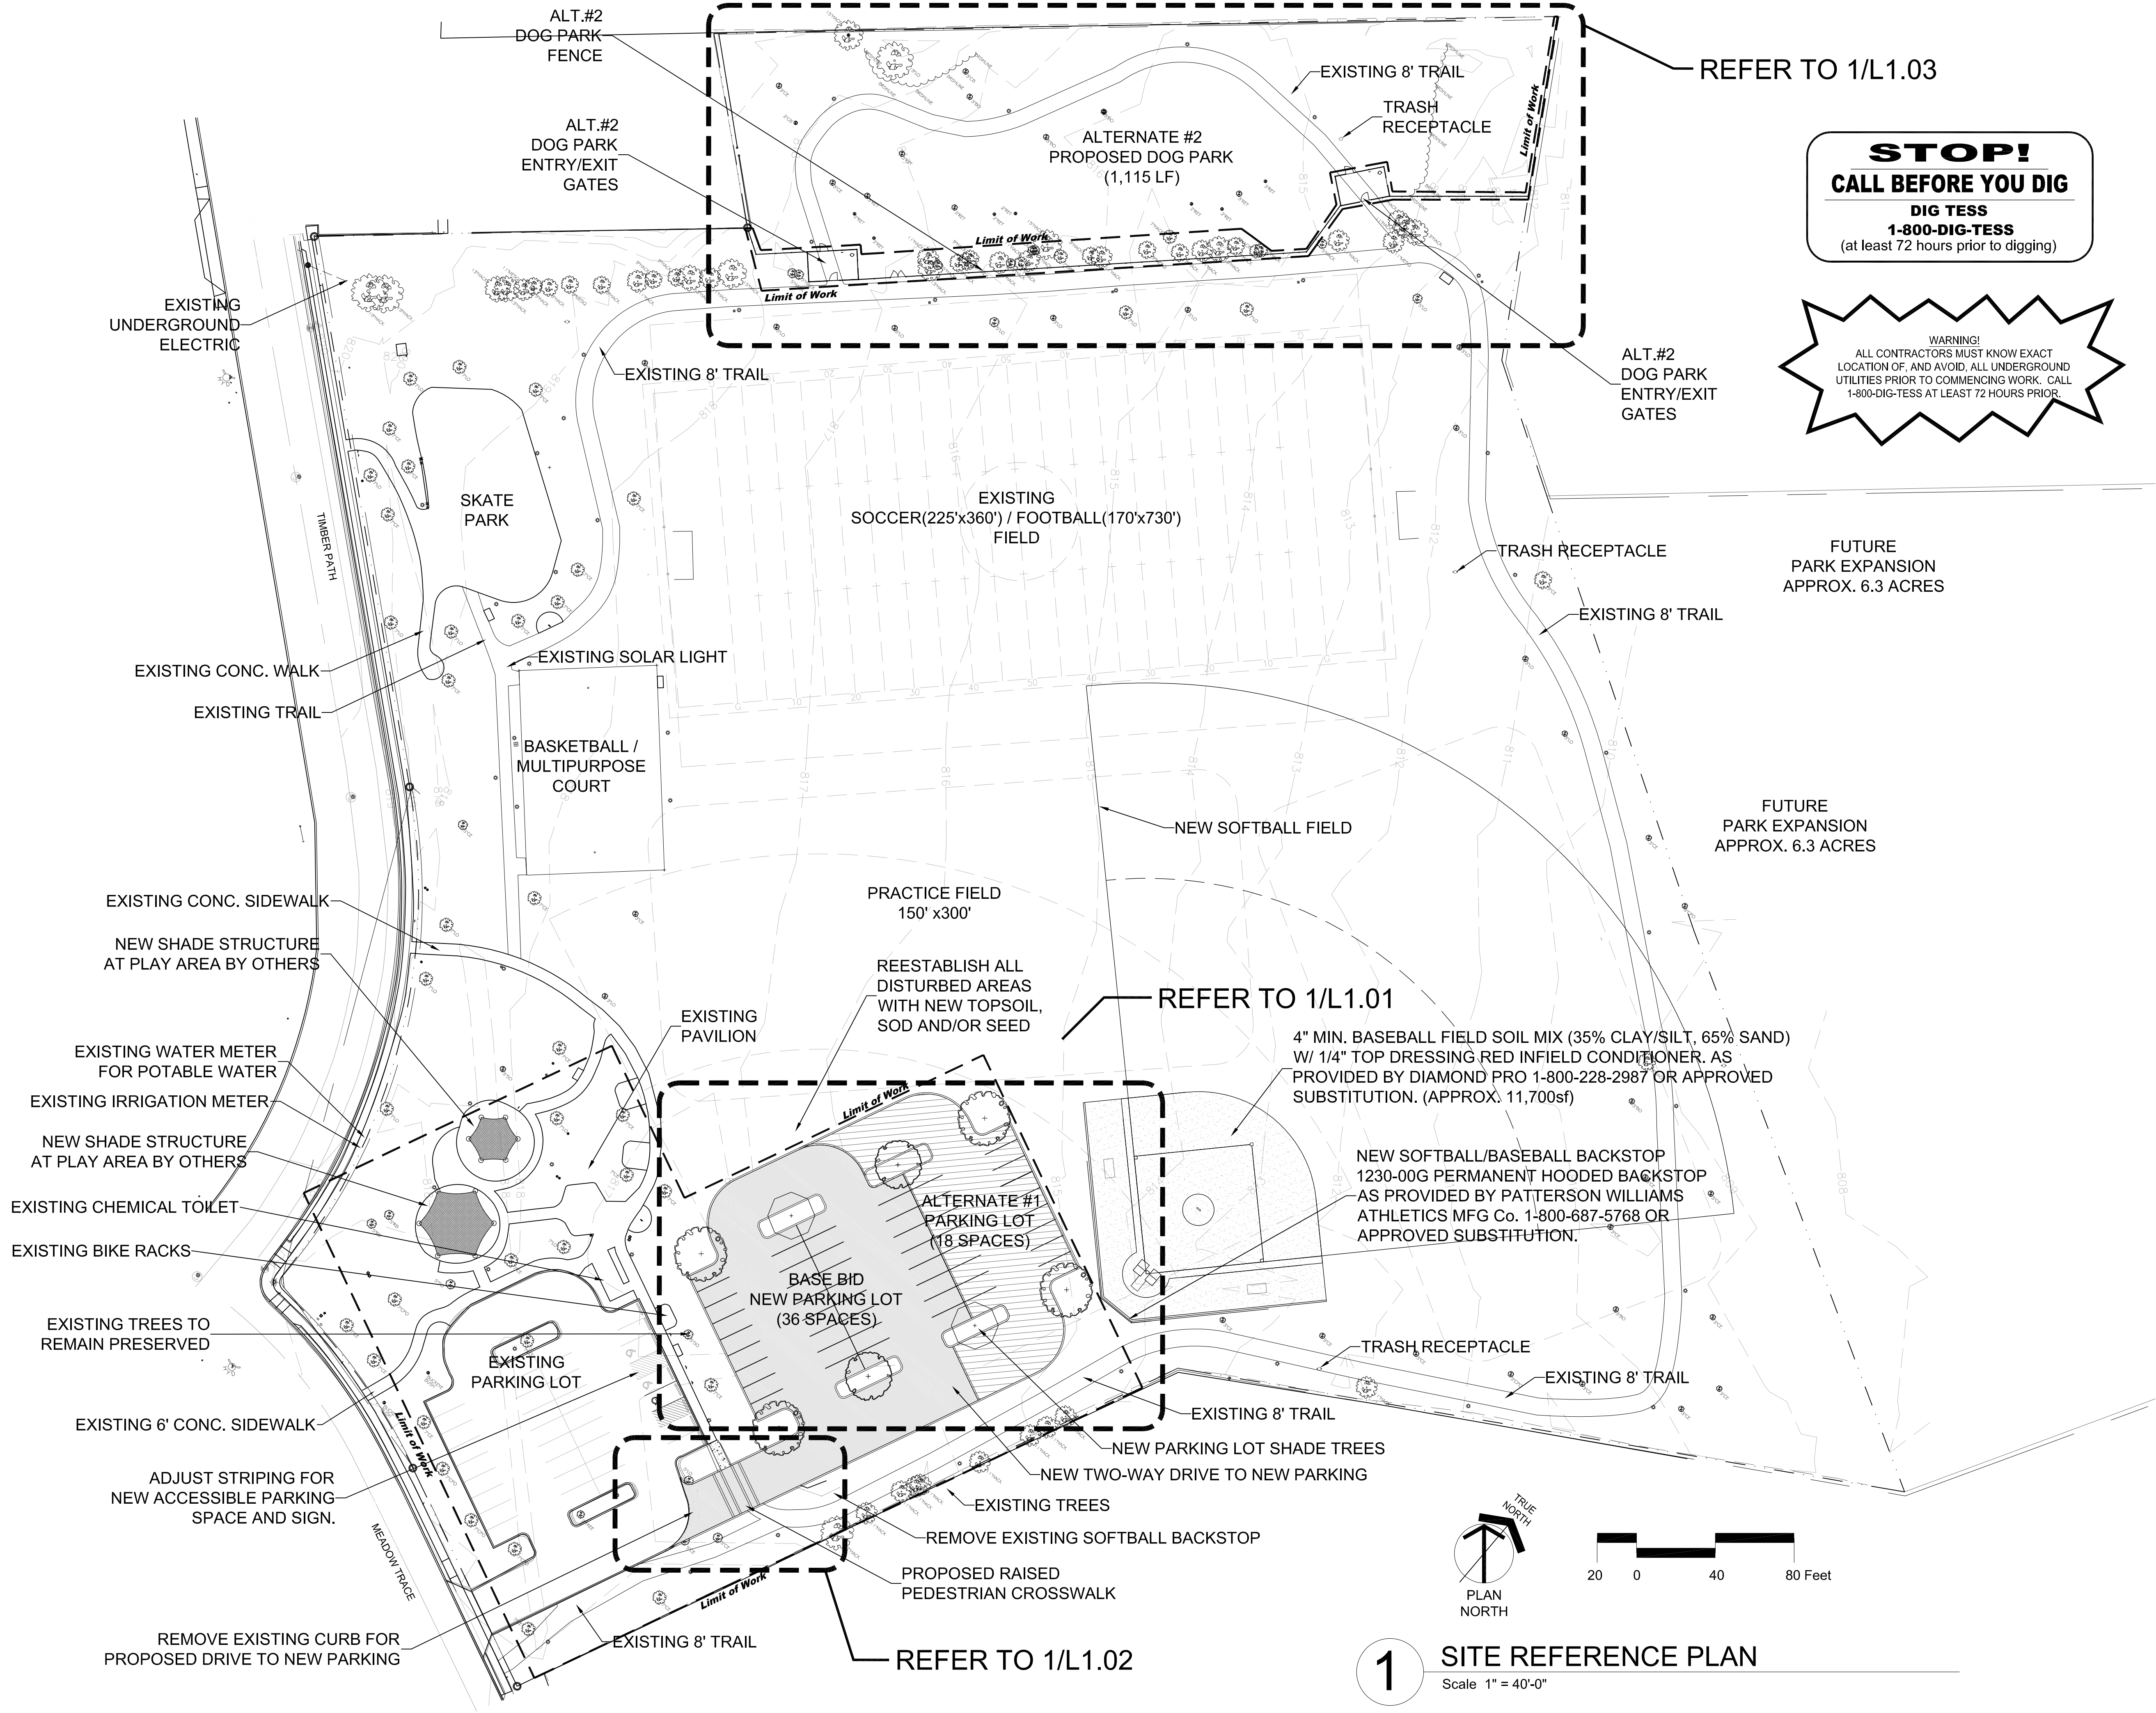 ALT.#2
DOG PARK
FENCE
EXISTING 8' TRAIL
REFER TO 1/L1.03
TRASH
RECEPTACLE
Limit of Work
ALT.#2
DOG PARK
ENTRY/EXIT
GATES
ALTERNATE #2
PROPOSED DOG PARK
(1,115 LF)
STOP!
CALL BEFORE YOU DIG
DIG TESS
1-800-DIG-TESS
(at least 72 hours prior to digging)
Limit of Work
Limit of Work
EXISTING
UNDERGROUND
ELECTRIC
WARNING!
ALL CONTRACTORS MUST KNOW EXACT
LOCATION OF, AND AVOID, ALL UNDERGROUND
UTILITIES PRIOR TO COMMENCING WORK. CALL
1-800-DIG-TESS AT LEAST 72 HOURS PRIOR.
EXISTING 8' TRAIL
ALT.#2
DOG PARK
ENTRY/EXIT
GATES
SKATE
PARK
TIMBER PATH
EXISTING
SOCCER(225'x360') / FOOTBALL(170'x730')
FIELD
TRASH RECEPTACLE
FUTURE
PARK EXPANSION
APPROX. 6.3 ACRES
EXISTING 8' TRAIL
EXISTING CONC. WALK
EXISTING SOLAR LIGHT
EXISTING TRAIL
BASKETBALL /
MULTIPURPOSE
COURT
FUTURE
PARK EXPANSION
APPROX. 6.3 ACRES
NEW SOFTBALL FIELD
EXISTING CONC. SIDEWALK
PRACTICE FIELD
150' x300'
NEW SHADE STRUCTURE
AT PLAY AREA BY OTHERS
REESTABLISH ALL
DISTURBED AREAS
WITH NEW TOPSOIL,
SOD AND/OR SEED
REFER TO 1/L1.01
EXISTING
PAVILION
4" MIN. BASEBALL FIELD SOIL MIX (35% CLAY/SILT, 65% SAND)
W/ 1/4" TOP DRESSING RED INFIELD CONDITIONER. AS
PROVIDED BY DIAMOND PRO 1-800-228-2987 OR APPROVED
SUBSTITUTION. (APPROX. 11,700sf)
EXISTING WATER METER
FOR POTABLE WATER
EXISTING IRRIGATION METER
Limit of Work
NEW SHADE STRUCTURE
AT PLAY AREA BY OTHERS
NEW SOFTBALL/BASEBALL BACKSTOP
1230-00G PERMANENT HOODED BACKSTOP
AS PROVIDED BY PATTERSON WILLIAMS
ATHLETICS MFG Co. 1-800-687-5768 OR
APPROVED SUBSTITUTION.
EXISTING CHEMICAL TOILET
ALTERNATE #1
PARKING LOT
(18 SPACES)
EXISTING BIKE RACKS
BASE BID
NEW PARKING LOT
(36 SPACES)
EXISTING TREES TO
REMAIN PRESERVED
EXISTING
PARKING LOT
TRASH RECEPTACLE
EXISTING 8' TRAIL
EXISTING 6' CONC. SIDEWALK
Limit of Work
EXISTING 8' TRAIL
NEW PARKING LOT SHADE TREES
NEW TWO-WAY DRIVE TO NEW PARKING
ADJUST STRIPING FOR
NEW ACCESSIBLE PARKING
SPACE AND SIGN.
EXISTING TREES
REMOVE EXISTING SOFTBALL BACKSTOP
MEADOW TRACE
PROPOSED RAISED
PEDESTRIAN CROSSWALK
Limit of Work
REMOVE EXISTING CURB FOR
PROPOSED DRIVE TO NEW PARKING
EXISTING 8' TRAIL
REFER TO 1/L1.02
TRUE
NORTH
PLAN
NORTH
20 0 40 80 Feet
1
SITE REFERENCE PLAN
Scale 1" = 40'-0"